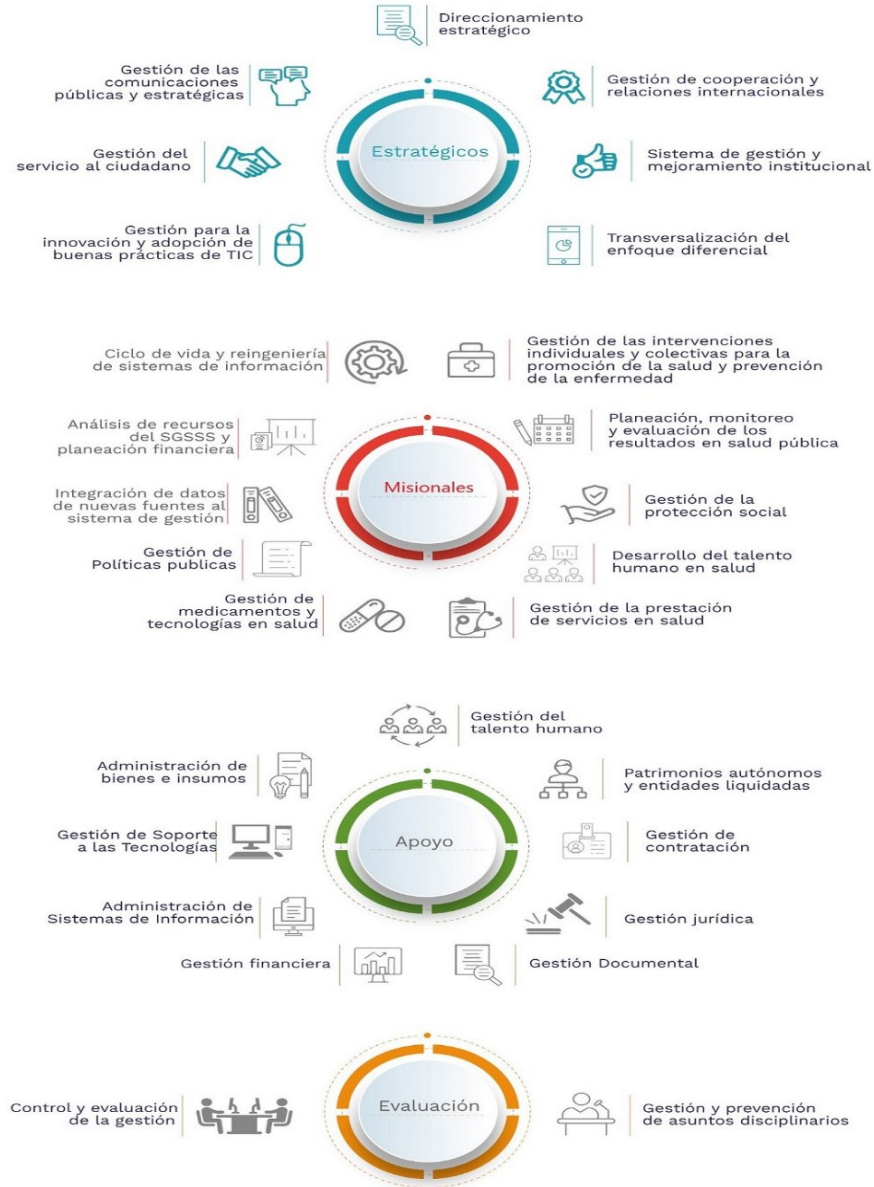 Direccionamiento
estratégico
Gestión de las
comunicaciones
públicas y estratégicas
Gestión de cooperación y
relaciones internacionales
Estratégicos
Gestión del
servicio al ciudadano
Sistema de gestión y
mejoramiento institucional
Gestión para la
innovación y adopción de
buenas prácticas de TIC
Transversalización del
enfoque diferencial
Ciclo de vida y reingeniería
de sistemas de información
Gestión de las intervenciones
individuales y colectivas para la
promoción de la salud y prevención
de la enfermedad
Análisis de recursos
del SGSSS y
planeación financiera
Planeación, monitoreo
y evaluación de los
resultados en salud pública
Misionales
Integración de datos
de nuevas fuentes al
sistema de gestión
Gestión de la
protección social
Gestión de
Políticas publicas
Desarrollo del talento
humano en salud
Gestión de
medicamentos y
tecnologías en salud
Gestión de la prestación
de servicios en salud
Gestión del
talento humano
Administración de
bienes e insumos
Patrimonios autónomos
y entidades liquidadas
Gestión de Soporte
a las Tecnologías
Apoyo
Gestión de
contratación
Administración de
Sistemas de Información
Gestión jurídica
Gestión financiera
Gestión Documental
Control y evaluación
de la gestión
Evaluación
Gestión y prevención
de asuntos disciplinarios